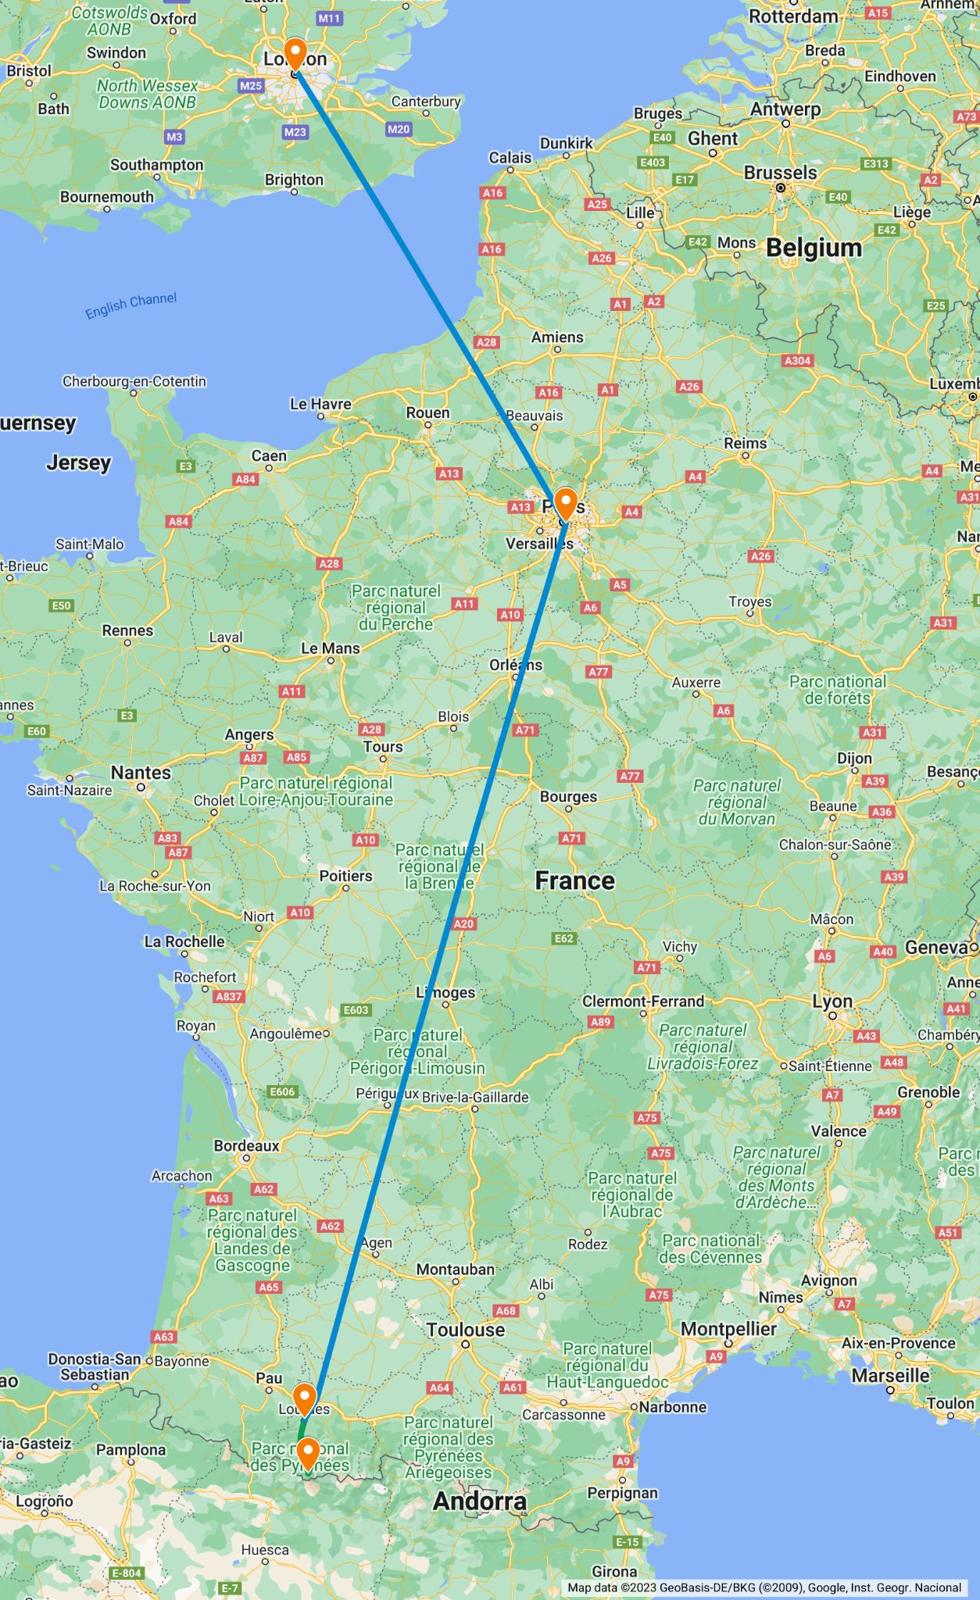 Cotswolds
AONB
Oxford
M11
Rotterdam
A15
Swindon
London
Breda
Bristol
North Wessex
Downs AONB
M25
Eindhoven
Bath
Canterbury
Bruges
Antwerp
A73
M3
M23
M20
Dunkirk
E40
Ghent
Southampton
Calais
E403
Brussels
E313
Bournemouth
Brighton
A16
E17
A2
A25
Lille
E40
Liège
A16
E42
Mons
Belgium
E42
A26
English Channel
A1
A2
E25
A28
Amiens
A304
Cherbourg-en-Cotentin
A16
A1
A26
Le Havre
Rouen
Beauvais
Jersey
Caen
Reims
E3
A84
A13
A4
A4
A31
A84
A13
A4
Saint-Malo
Versailles
A28
A26
E50
Parc naturel
régional
du Perche
A11
A10
A5
A6
Troyes
Rennes
Laval
Le Mans
A31
Orléans
A77
Auxerre
Parc national
de forêts
A11
E3
Blois
A6
E60
Angers
A28
A71
A31
A87
A85
Tours
Dijon
Nantes
Saint-Nazaire
Parc naturel régional
Loire-Anjou-Touraine
A77
A39
Cholet
Bourges
Parc naturel
régional
du Morvan
Beaune
A36
A83
A87
A10
A71
Chalon-sur-Saône
Parc naturel
régional de
la Brenne
La Roche-sur-Yon
Poitiers
France
A39
Niort
A10
A20
Mâcon
La Rochelle
E62
Vichy
A6
A40
Geneva
Rochefort
A71
A837
Limoges
Clermont-Ferrand
Lyon
A41
Royan
Angoulême
E603
A89
A43
Parc naturel
régional
Périgord-Limousin
Parc naturel
régional
Livradois-Forez
Saint-Étienne
A48
E606
Périgueux
Brive-la-Gaillarde
A7
Grenoble
A49
Bordeaux
A75
Valence
A75
Arcachon
A63
A62
Parc naturel
régional de
l'Aubrac
Parc naturel
régional
des Monts
d'Ardèche...
Parc naturel
régional des
Landes de
Gascogne
A62
Agen
Rodez
Parc national
des Cévennes
A51
Montauban
A65
Albi
A75
Avignon
A68
Nîmes
A7
A63
Toulouse
Montpellier
A9
Aix-en-Provence
Donostia-San
Sebastian
Bayonne
Parc naturel
régional du
Haut-Languedoc
Marseille
Pau
A64
A61
Toulon
Lourdes
Carcassonne
Narbonne
Pamplona
Parc national
des Pyrénées
Parc naturel
régional des
Pyrénées
Ariégeoises
A9
Logroño
Andorra
Perpignan
Huesca
E-15
E-804
E-7
Girona
Map data ©2023 GeoBasis-DE/BKG (©2009), Google, Inst. Geogr. Nacional